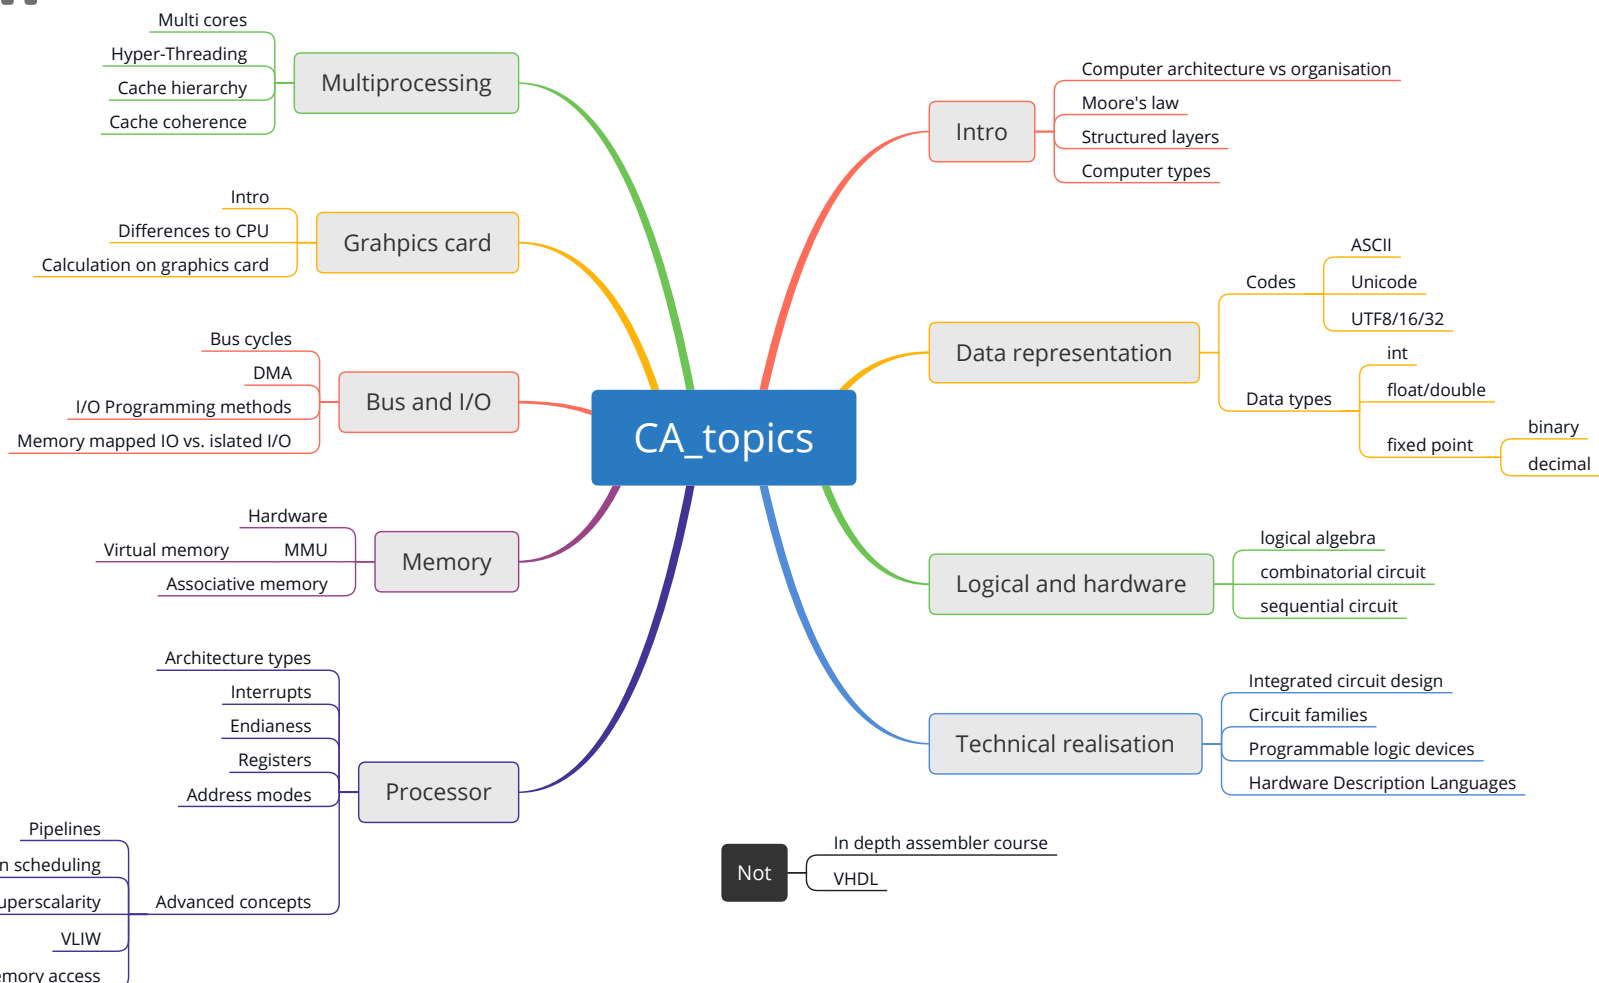 CA_topics
Intro
Computer architecture vs organisation
Moore's law
Structured layers
Computer types
Data representation
Codes
ASCII
Unicode
UTF8/16/32
Data types
int
float/double
fixed point
binary
decimal
Logical and hardware
logical algebra
combinatorial circuit
sequential circuit
Technical realisation
Integrated circuit design
Circuit families
Programmable logic devices
Hardware Description Languages
Multiprocessing
Multi cores
Hyper-Threading
Cache hierarchy
Cache coherence
Grahpics card
Intro
Differences to CPU
Calculation on graphics card
Bus and I/O
Bus cycles
DMA
I/O Programming methods
Memory mapped IO vs. islated I/O
Memory
Hardware
MMU
Virtual memory
Associative memory
Processor
Architecture types
Interrupts
Endianess
Registers
Address modes
Advanced concepts
Pipelines
scheduling
VLIW
access
Not
In depth assembler course
VHDL